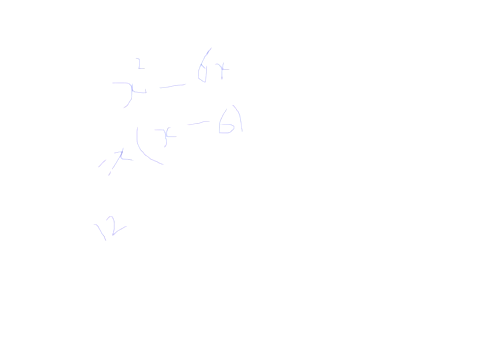 x² - 6x
x(x - 6)
12